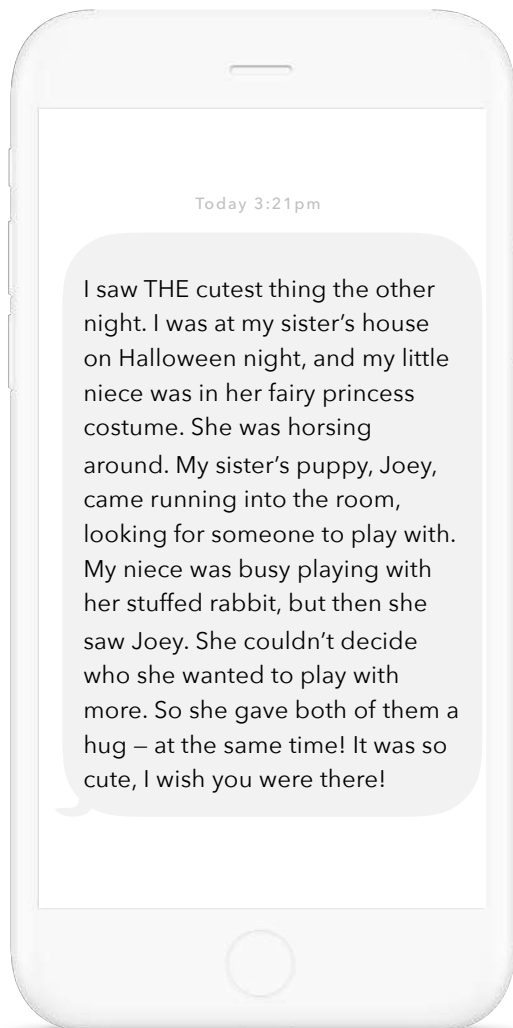 Today 3:21pm
I saw THE cutest thing the other
night. I was at my sister’s house
on Halloween night, and my little
niece was in her fairy princess
costume. She was horsing
around. My sister’s puppy, Joey,
came running into the room,
looking for someone to play with.
My niece was busy playing with
her stuffed rabbit, but then she
saw Joey. She couldn’t decide
who she wanted to play with
more. So she gave both of them a
hug – at the same time! It was so
cute, I wish you were there!